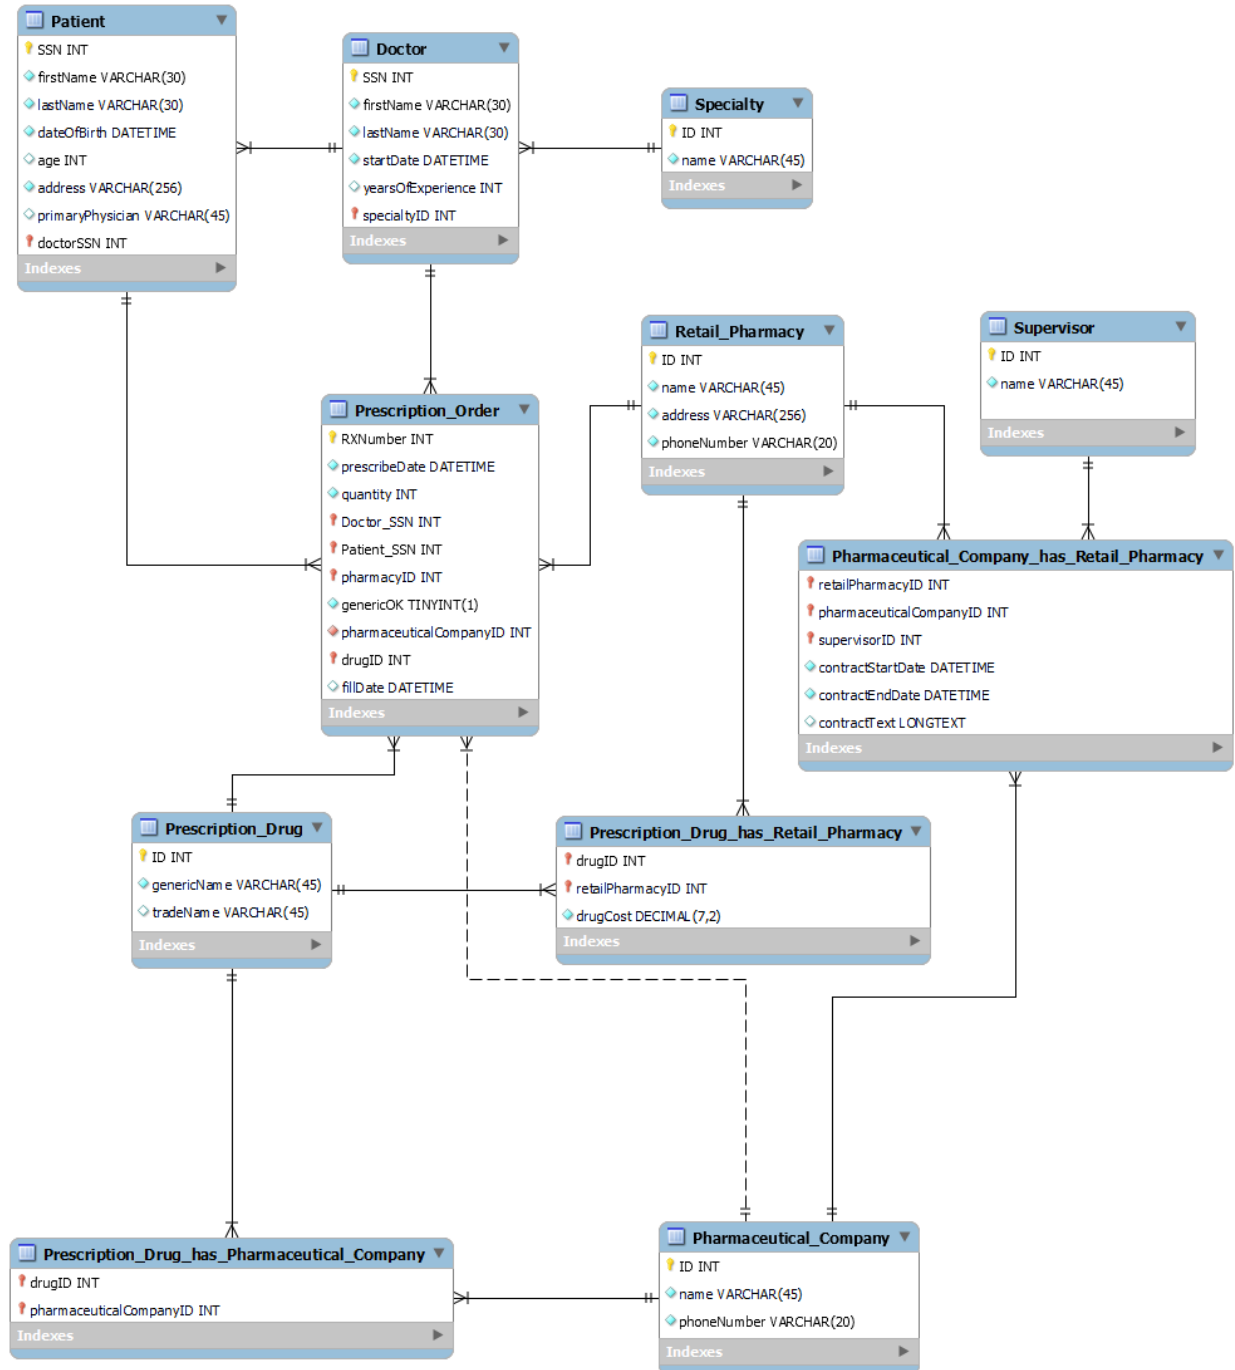 Patient
SSN INT
firstName VARCHAR(30)
lastName VARCHAR(30)
dateOfBirth DATETIME
age INT
address VARCHAR(256)
primaryPhysician VARCHAR(45)
doctorSSN INT
Indexes
Doctor
SSN INT
firstName VARCHAR(30)
lastName VARCHAR(30)
startDate DATETIME
yearsOfExperience INT
specialtyID INT
Indexes
Specialty
ID INT
name VARCHAR(45)
Indexes
Prescription_Order
RXNumber INT
prescribeDate DATETIME
quantity INT
Doctor_SSN INT
Patient_SSN INT
pharmacyID INT
genericOK TINYINT(1)
pharmaceuticalCompanyID INT
drugID INT
fillDate DATETIME
Indexes
Retail_Pharmacy
ID INT
name VARCHAR(45)
address VARCHAR(256)
phoneNumber VARCHAR(20)
Indexes
Supervisor
ID INT
name VARCHAR(45)
Indexes
Pharmaceutical_Company_has_Retail_Pharmacy
retailPharmacyID INT
pharmaceuticalCompanyID INT
supervisorID INT
contractStartDate DATETIME
contractEndDate DATETIME
contractText LONGTEXT
Indexes
Prescription_Drug
ID INT
genericName VARCHAR(45)
tradeName VARCHAR(45)
Indexes
Prescription_Drug_has_Retail_Pharmacy
drugID INT
retailPharmacyID INT
drugCost DECIMAL(7,2)
Indexes
Prescription_Drug_has_Pharmaceutical_Company
drugID INT
pharmaceuticalCompanyID INT
Indexes
Pharmaceutical_Company
ID INT
name VARCHAR(45)
phoneNumber VARCHAR(20)
Indexes